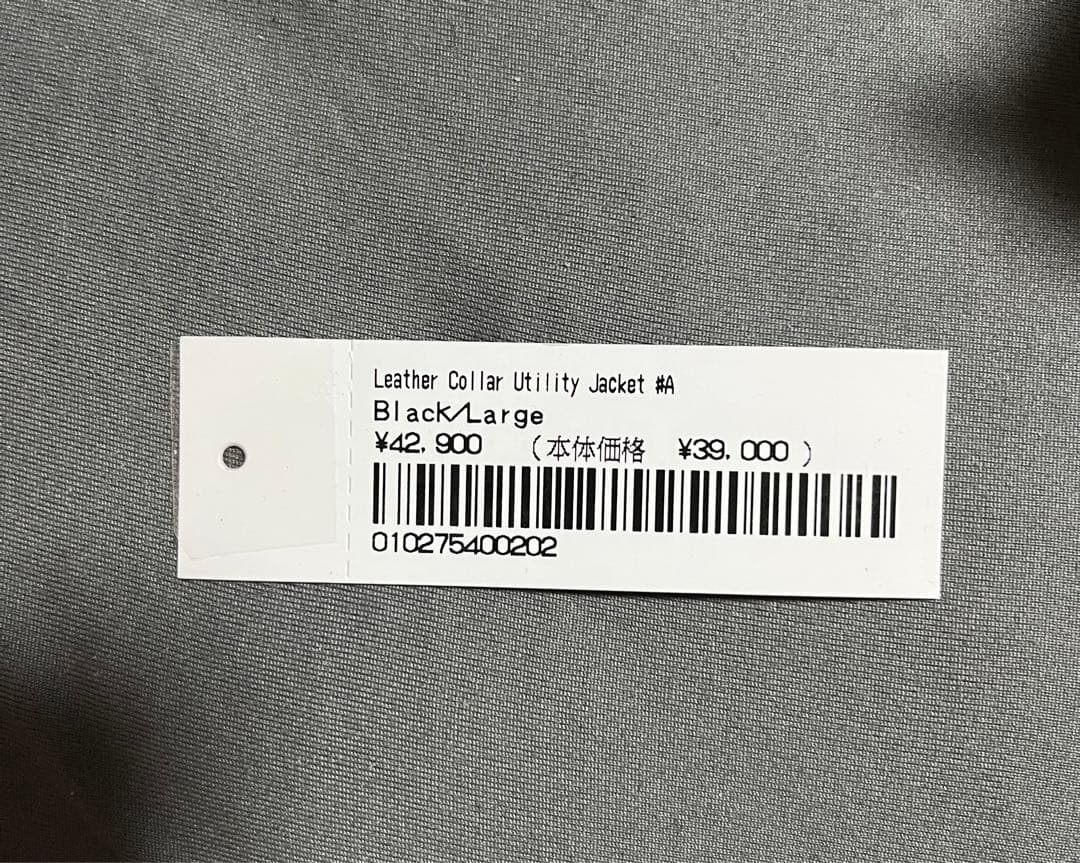 Leather Collar Utility Jacket #A
Black/Large
¥42,900 (本体価格 ¥39,000)
010275400202